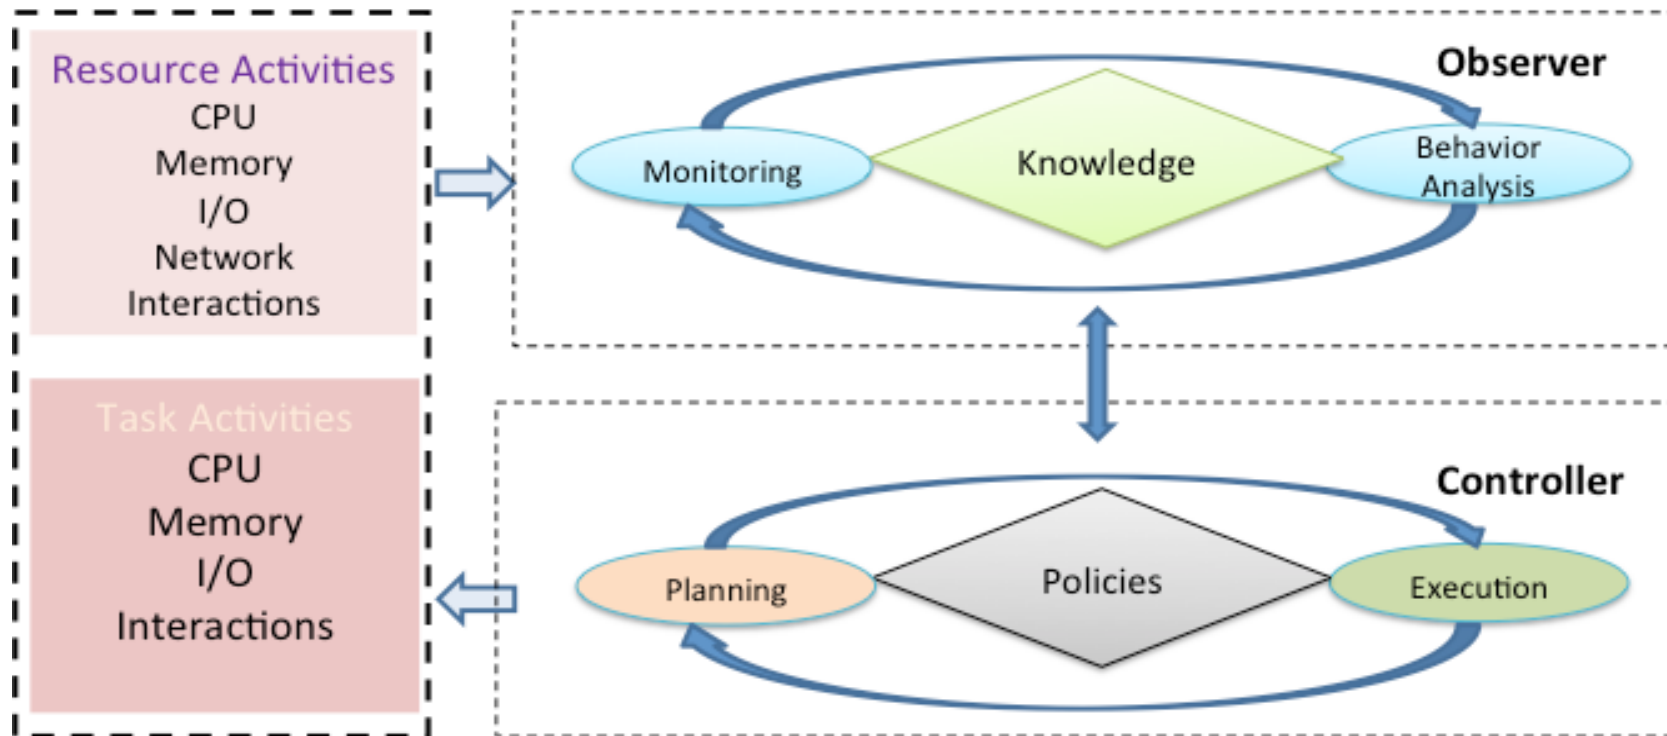 Resource Activities
CPU
Memory
I/O
Network
Interactions
Task Activities
CPU
Memory
I/O
Interactions
Observer
Monitoring
Knowledge
Behavior
Analysis
Controller
Planning
Policies
Execution